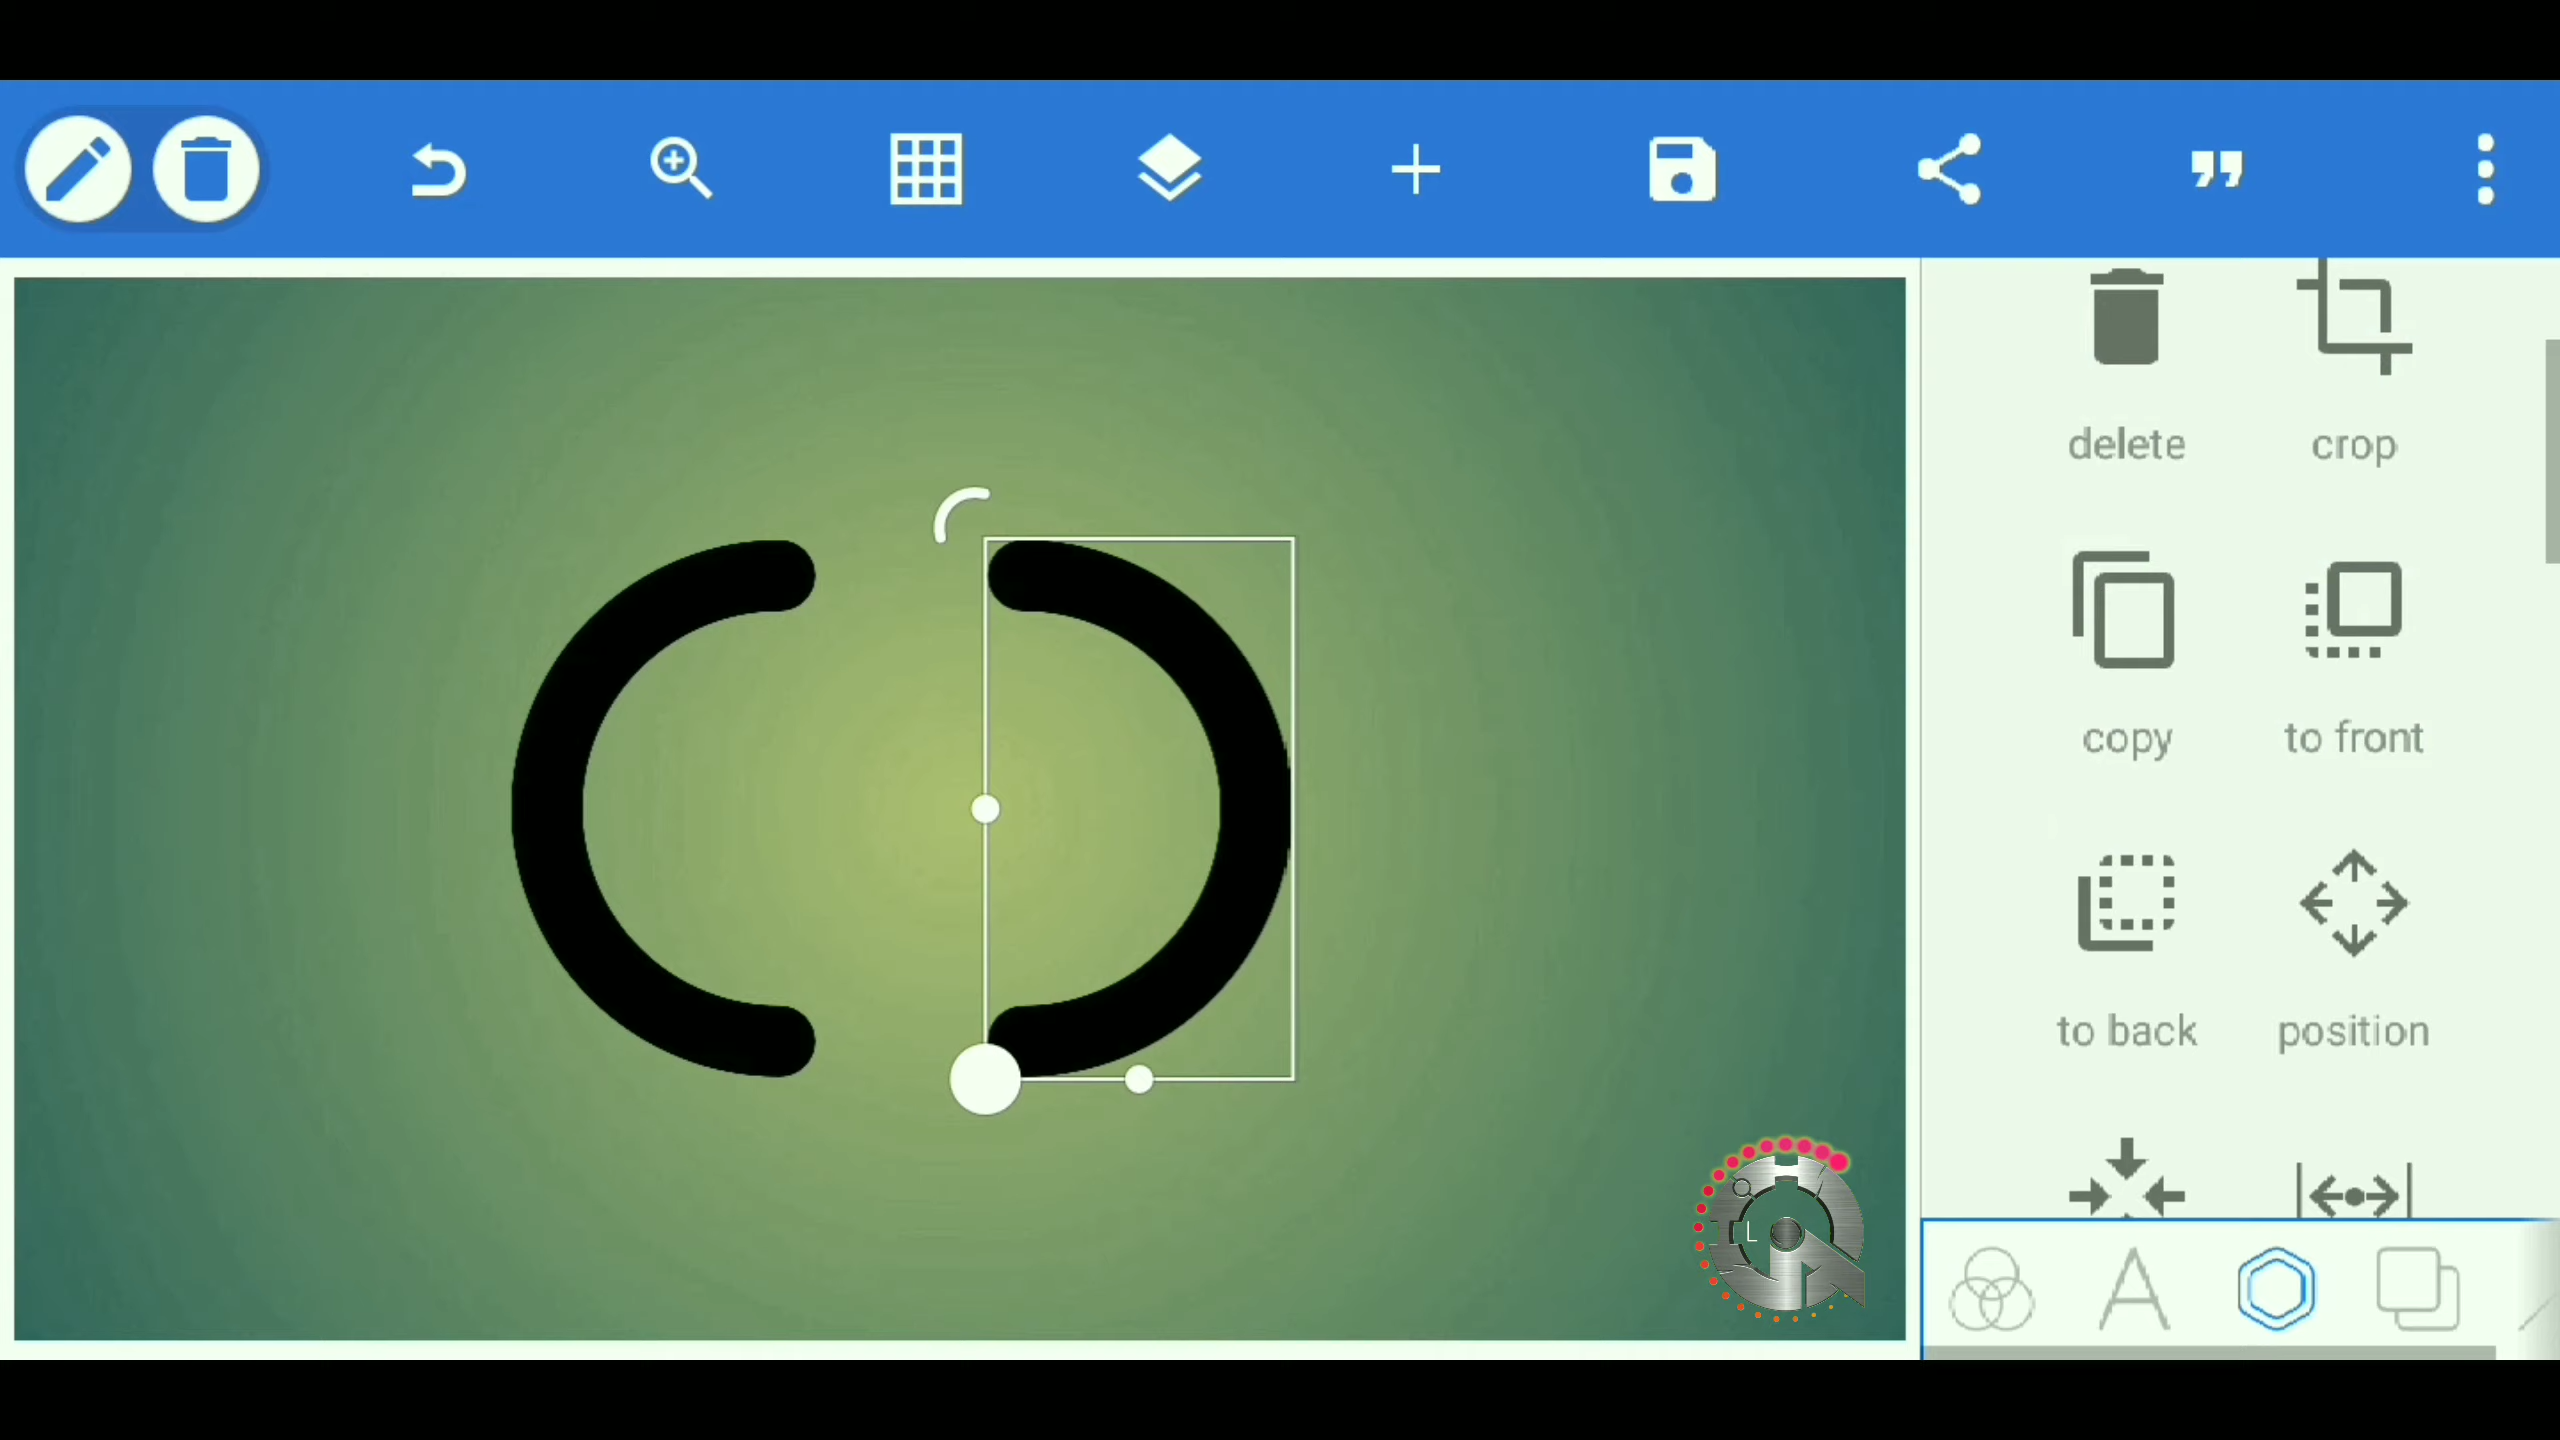 delete
crop
copy
to front
to back
position
L